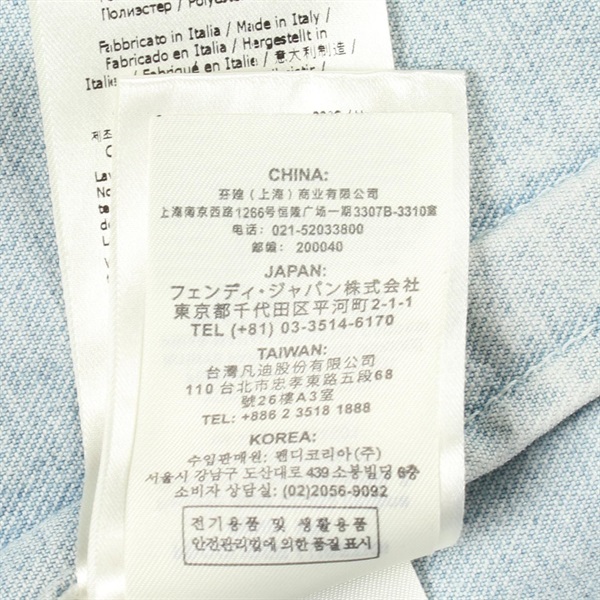 Полиэстер / Polyester
Fabbricato in Italia / Made in Italy /
Fabricado en Italia / Hergestellt in
Italie / Fabriqué en Italie / 意大利制造 /
CHINA:
芬迪（上海）商业有限公司
上海南京西路1266号恒隆广场一期3307B-3310室
电话: 021-52033800
邮编: 200040
JAPAN:
フェンディ・ジャパン株式会社
東京都千代田区平河町2-1-1
TEL (+81) 03-3514-6170
TAIWAN:
台灣凡迪股份有限公司
110 台北市忠孝東路五段68
號26樓A3室
TEL: +886 2 3518 1888
KOREA:
수입판매원: 펜디코리아(주)
서울시 강남구 도산대로 439 소봉빌딩 6층
소비자 상담실: (02)2056-9092
전기용품 및 생활용품
안전관리법에 의한 품질 표시